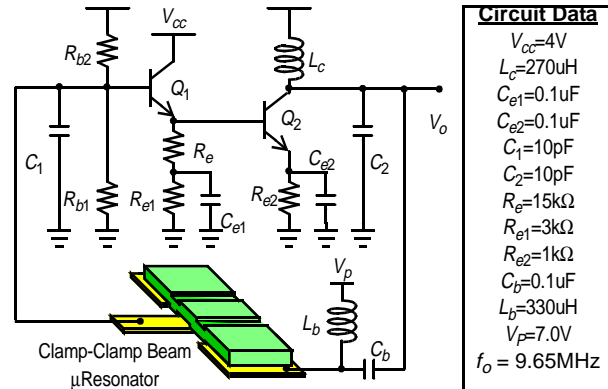 Vcc
Rb2
Lc
Q1
Q2
Vo
C1
Re
Ce2
C2
Rb1
Re1
Re2
Ce1
Vp
Lb
Cb
Clamp-Clamp Beam
μResonator
Circuit Data
Vcc=4V
Lc=270uH
Ce1=0.1uF
Ce2=0.1uF
C1=10pF
C2=10pF
Re=15kΩ
Re1=3kΩ
Re2=1kΩ
Cb=0.1uF
Lb=330uH
VP=7.0V
fo = 9.65MHz